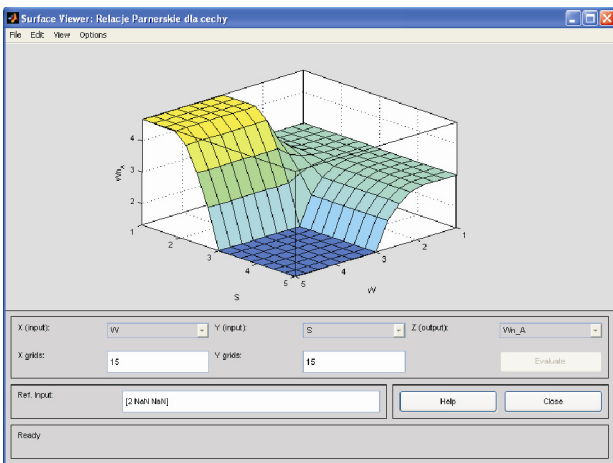 Surface Viewer: Relacje Parnerskie dla cechy
File Edit View Options
4
3
2
Wn_A
1
2
3
4
5
S
5
4
3
2
1
W
X (input): W Y (input): S Z (output): Wn_A
X grids: 15 Y grids: 15 Evaluate
Ref. Input: [2 NaN NaN] Help Close
Ready